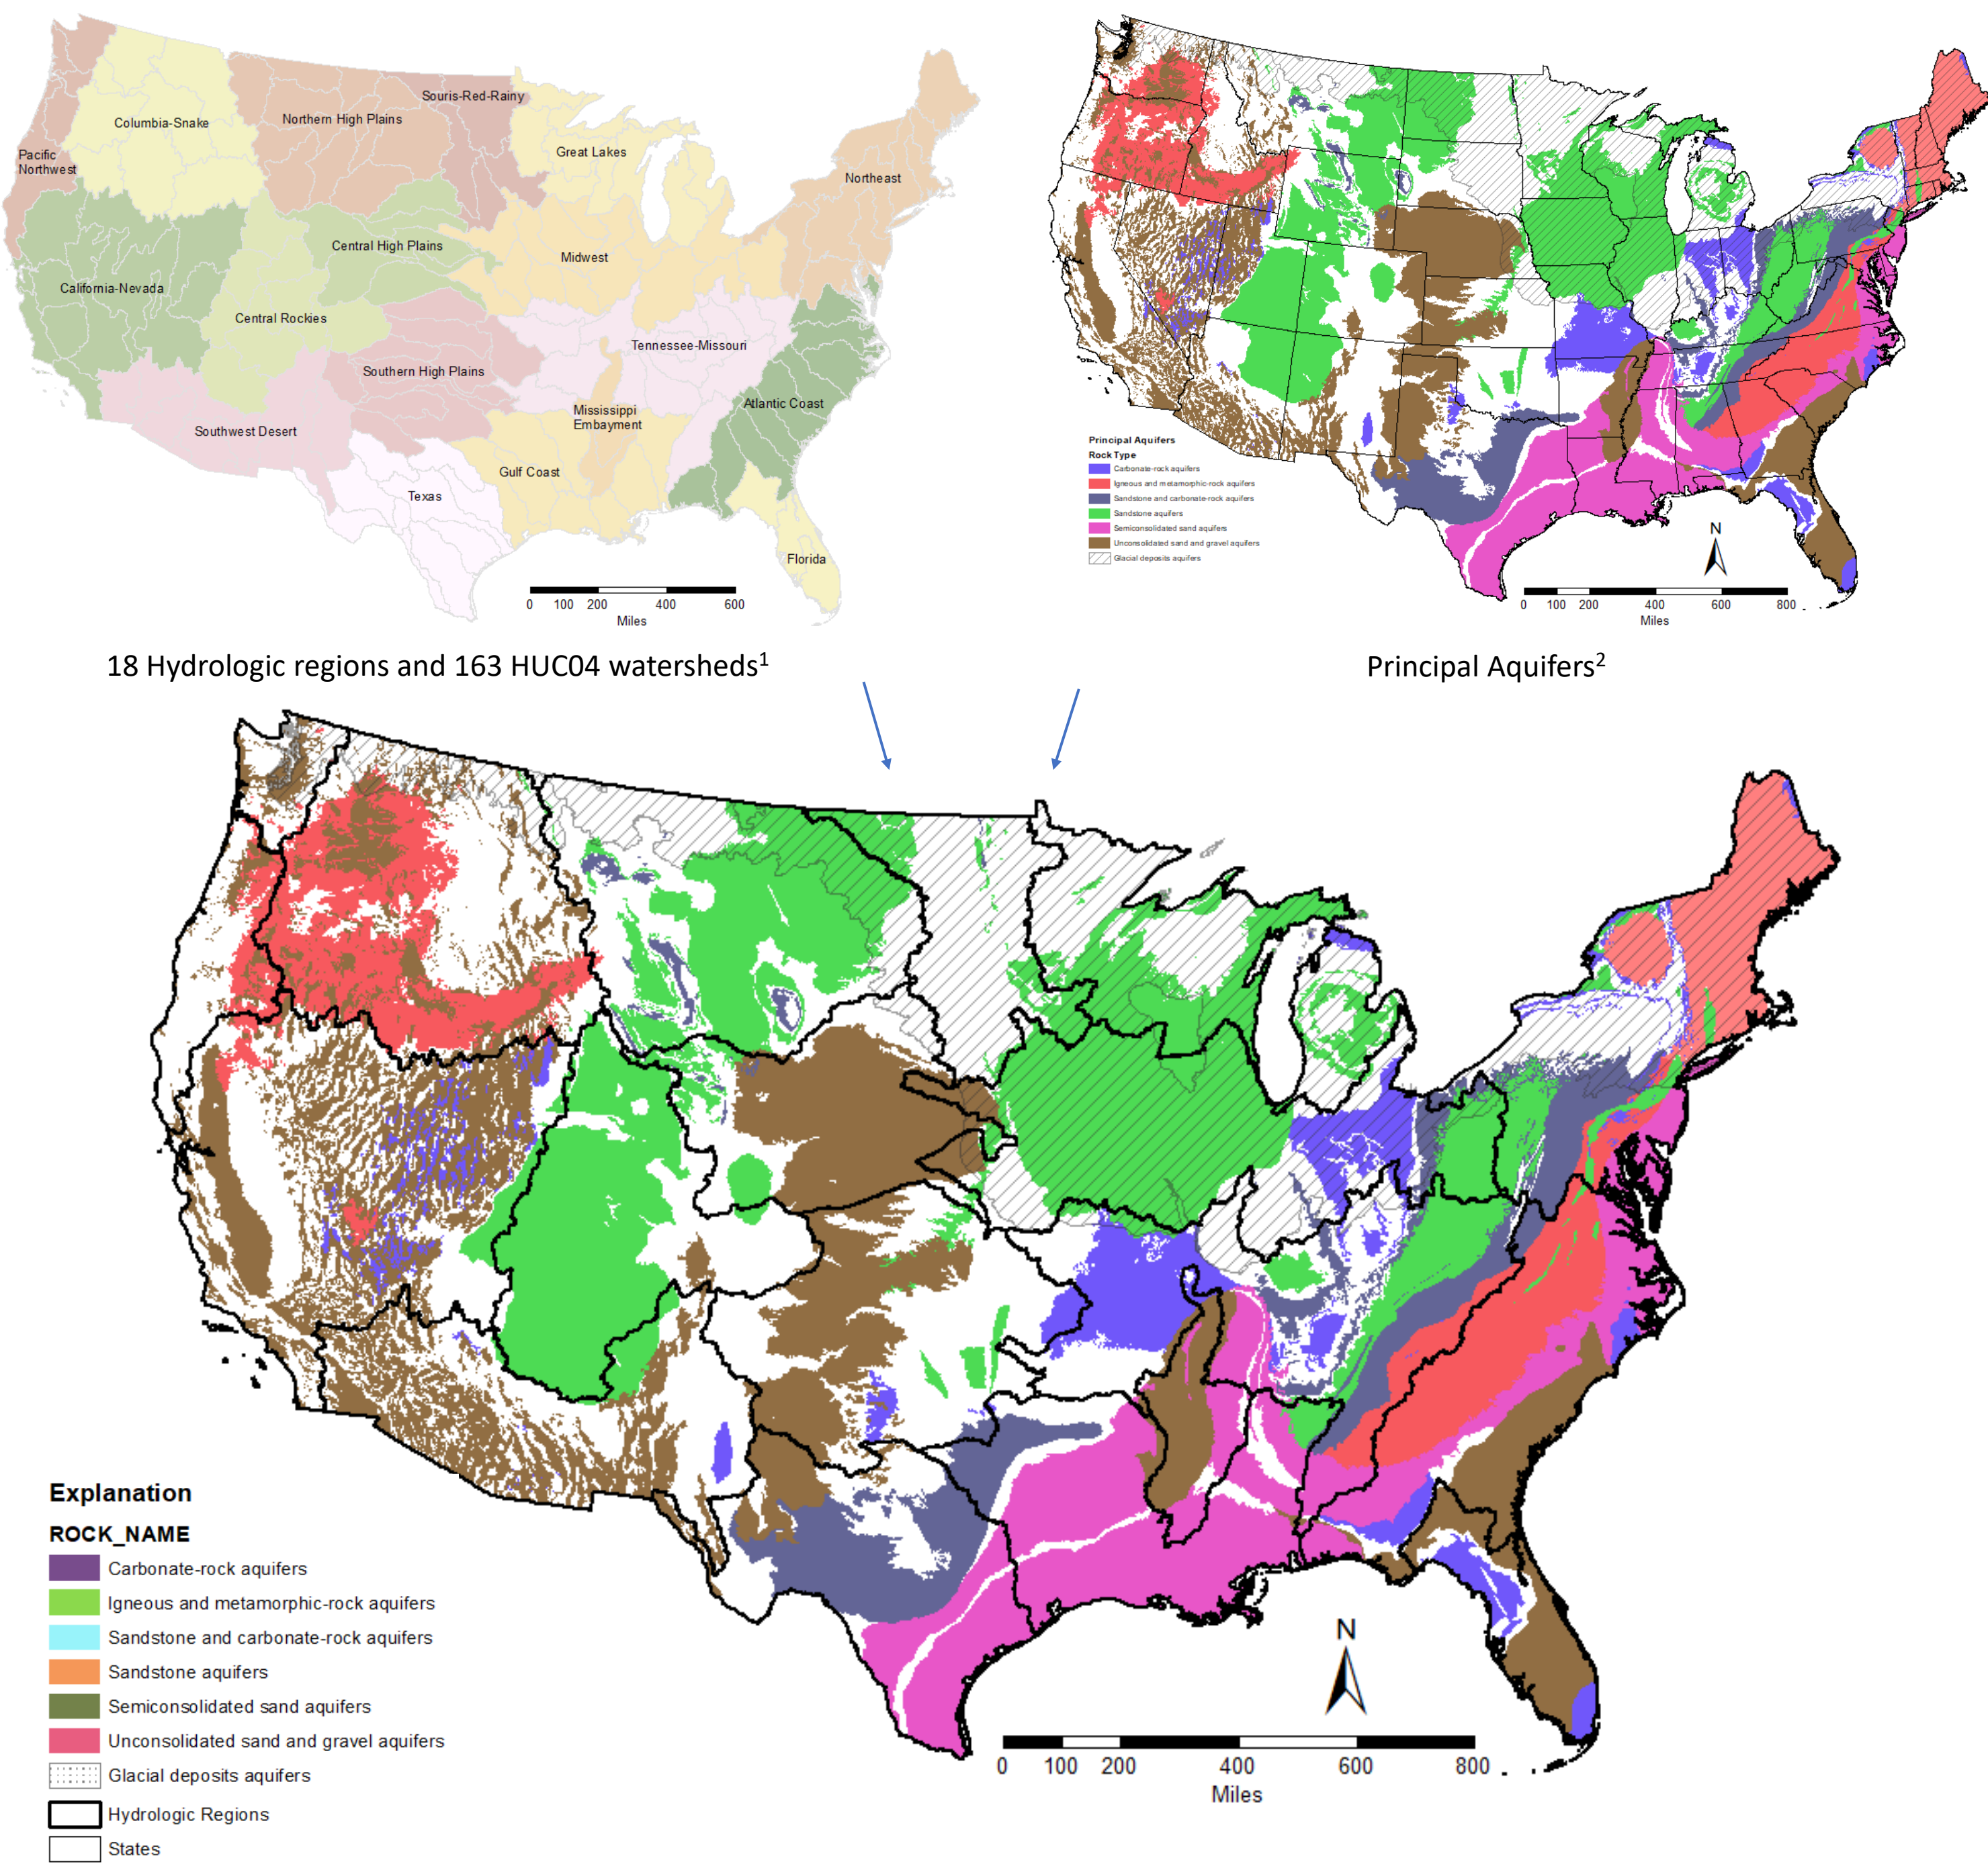 Souris-Red-Rainy
Columbia-Snake
Northern High Plains
Great Lakes
Pacific
Northwest
Northeast
Central High Plains
Midwest
California-Nevada
Central Rockies
Tennessee-Missouri
Southern High Plains
Atlantic Coast
Mississippi
Embayment
Southwest Desert
Gulf Coast
Texas
Florida
0 100 200 400 600
Miles
18 Hydrologic regions and 163 HUC04 watersheds¹
Principal Aquifers
Rock Type
Carbonate-rock aquifers
Igneous and metamorphic-rock aquifers
Sandstone and carbonate-rock aquifers
Sandstone aquifers
Semiconsolidated sand aquifers
Unconsolidated sand and gravel aquifers
Glacial deposits aquifers
N
0 100 200 400 600 800
Miles
Principal Aquifers²
Explanation
ROCK_NAME
Carbonate-rock aquifers
Igneous and metamorphic-rock aquifers
Sandstone and carbonate-rock aquifers
Sandstone aquifers
Semiconsolidated sand aquifers
Unconsolidated sand and gravel aquifers
Glacial deposits aquifers
Hydrologic Regions
States
N
0 100 200 400 600 800
Miles